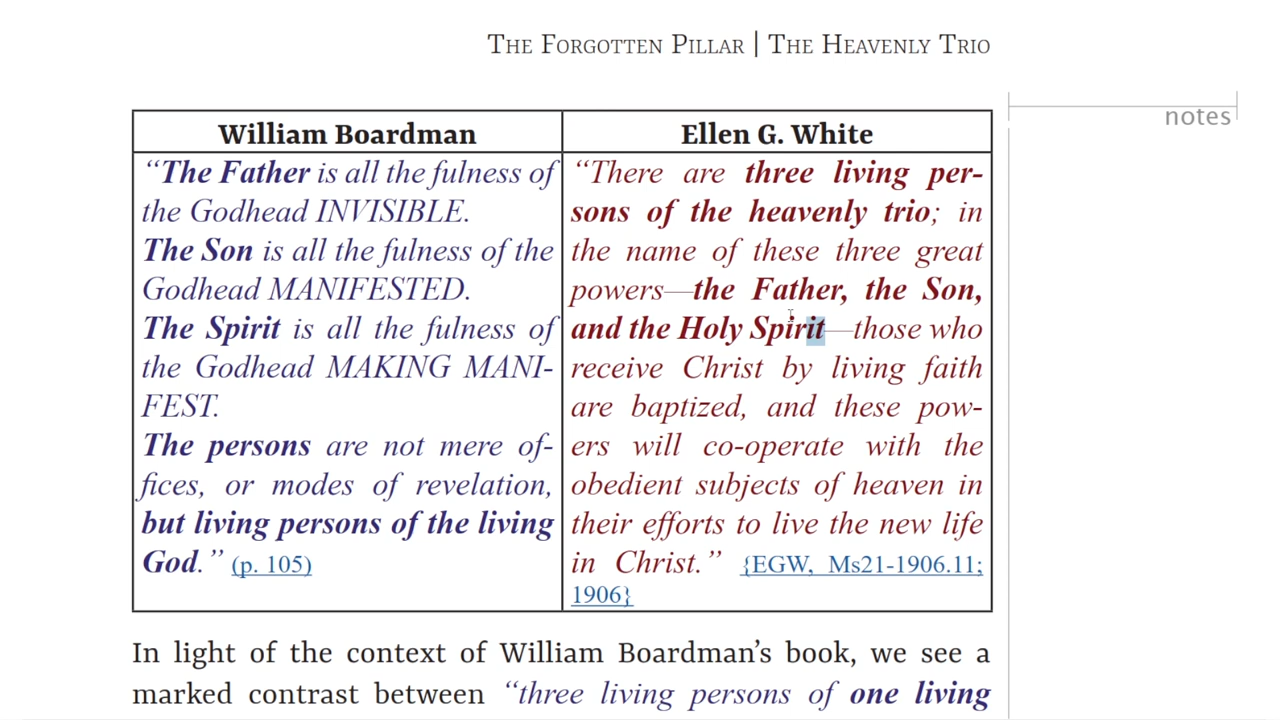 THE FORGOTTEN PILLAR | THE HEAVENLY TRIO
notes
William Boardman
“The Father is all the fulness of
the Godhead INVISIBLE.
The Son is all the fulness of the
Godhead MANIFESTED.
The Spirit is all the fulness of
the Godhead MAKING MANI-
FEST.
The persons are not mere of-
fices, or modes of revelation,
but living persons of the living
God.” (p. 105)
Ellen G. White
“There are three living per-
sons of the heavenly trio; in
the name of these three great
powers—the Father, the Son,
and the Holy Spirit—those who
receive Christ by living faith
are baptized, and these pow-
ers will co-operate with the
obedient subjects of heaven in
their efforts to live the new life
in Christ.” {EGW, Ms21-1906.11;
1906}
In light of the context of William Boardman’s book, we see a
marked contrast between “three living persons of one living